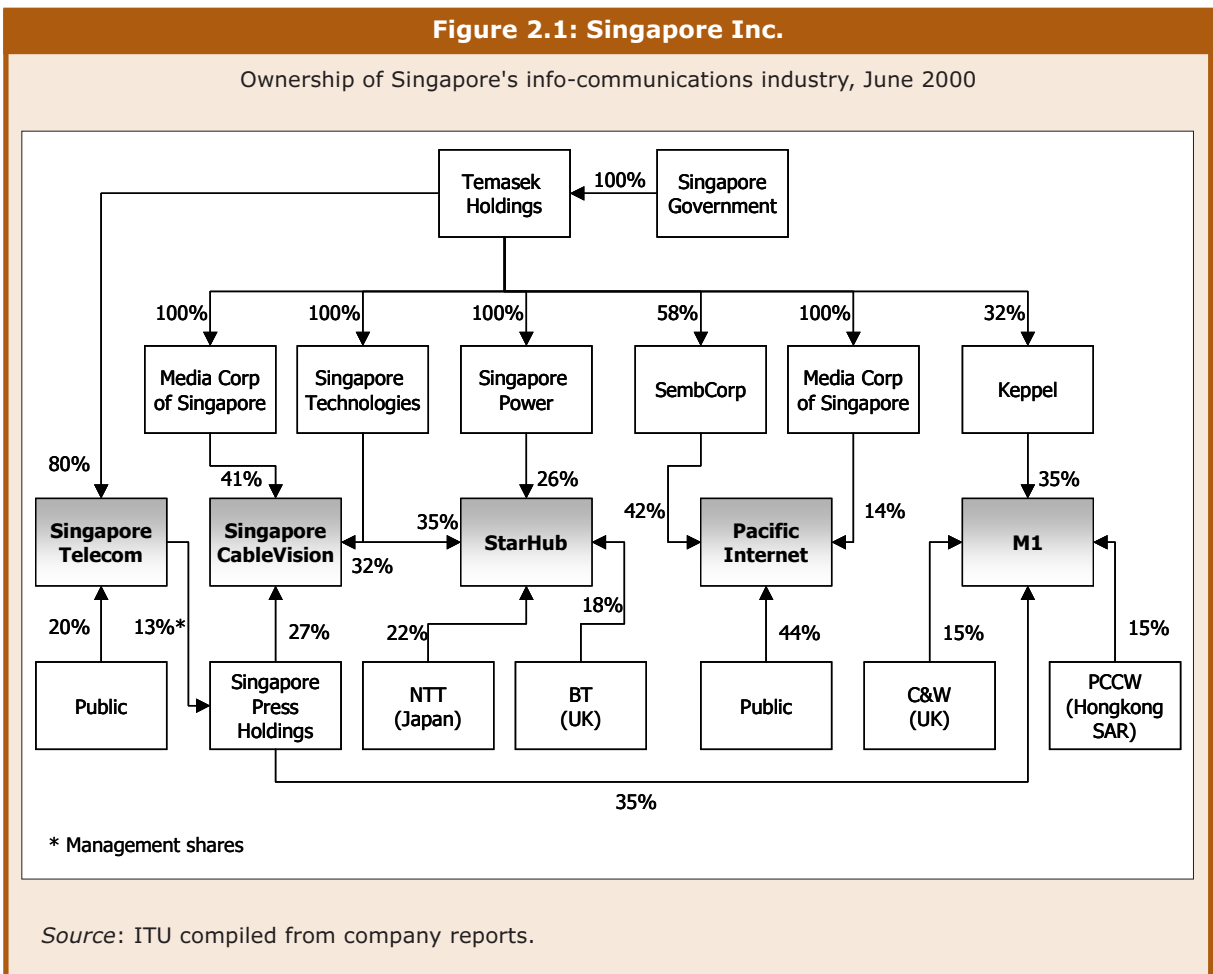 Figure 2.1: Singapore Inc.
Ownership of Singapore's info-communications industry, June 2000
Temasek
Holdings
100%
Singapore
Government
100%
100%
100%
58%
100%
32%
Media Corp
of Singapore
Singapore
Technologies
Singapore
Power
SembCorp
Media Corp
of Singapore
Keppel
80%
41%
26%
35%
Singapore
Telecom
Singapore
CableVision
35%
32%
StarHub
42%
Pacific
Internet
14%
M1
20%
13%*
27%
22%
18%
44%
15%
15%
Public
Singapore
Press
Holdings
NTT
(Japan)
BT
(UK)
Public
C&W
(UK)
PCCW
(Hongkong
SAR)
35%
* Management shares
Source: ITU compiled from company reports.